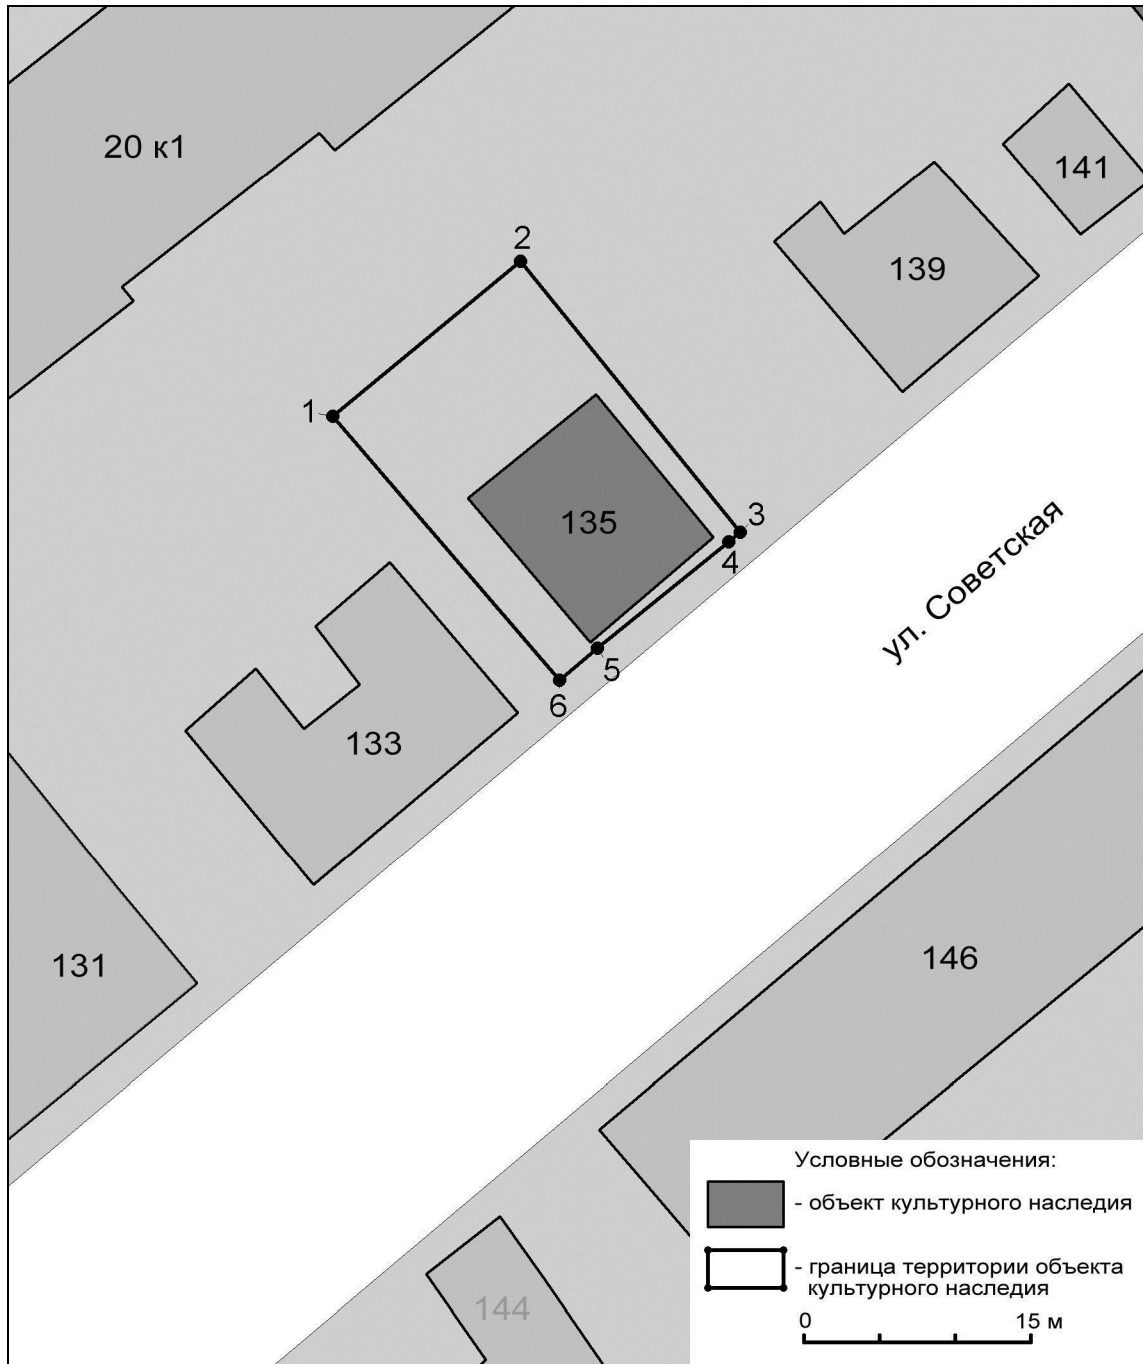 20 к1
141
2
139
1
135
3
4
ул. Советская
5
6
133
131
146
Условные обозначения:
- объект культурного наследия
- граница территории объекта
культурного наследия
144
0 15 м